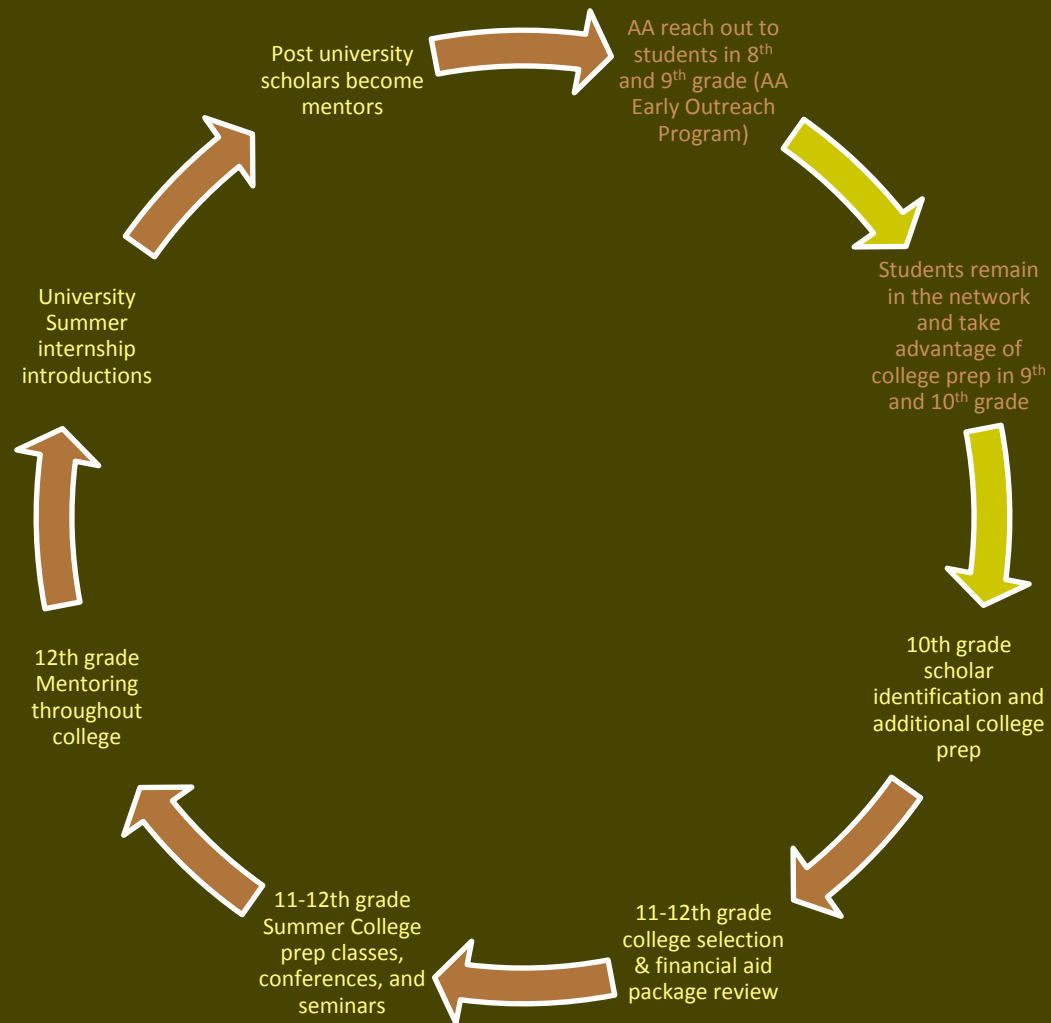 AA reach out to
students in 8th
and 9th grade (AA
Early Outreach
Program)
Students remain
in the network
and take
advantage of
college prep in 9th
and 10th grade
10th grade
scholar
identification and
additional college
prep
11-12th grade
college selection
& financial aid
package review
11-12th grade
Summer College
prep classes,
conferences, and
seminars
12th grade
Mentoring
throughout
college
University
Summer
internship
introductions
Post university
scholars become
mentors